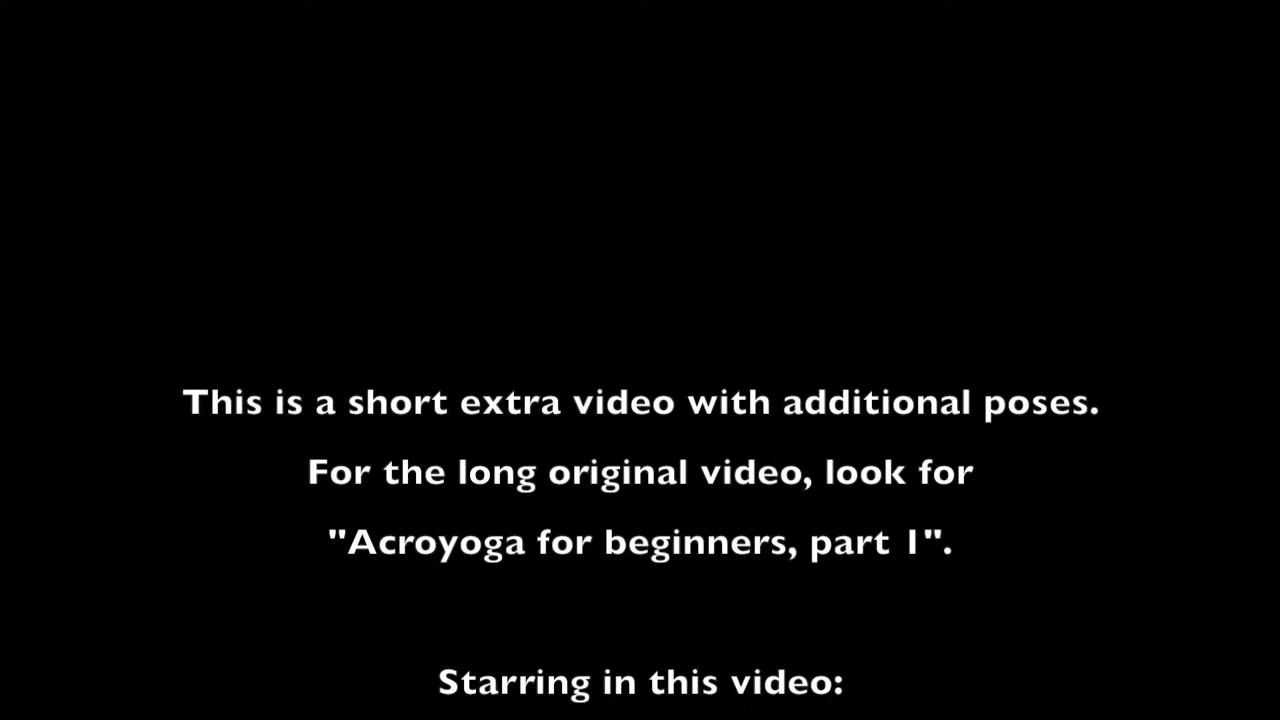 This is a short extra video with additional poses.
For the long original video, look for
"Acroyoga for beginners, part 1".
Starring in this video: